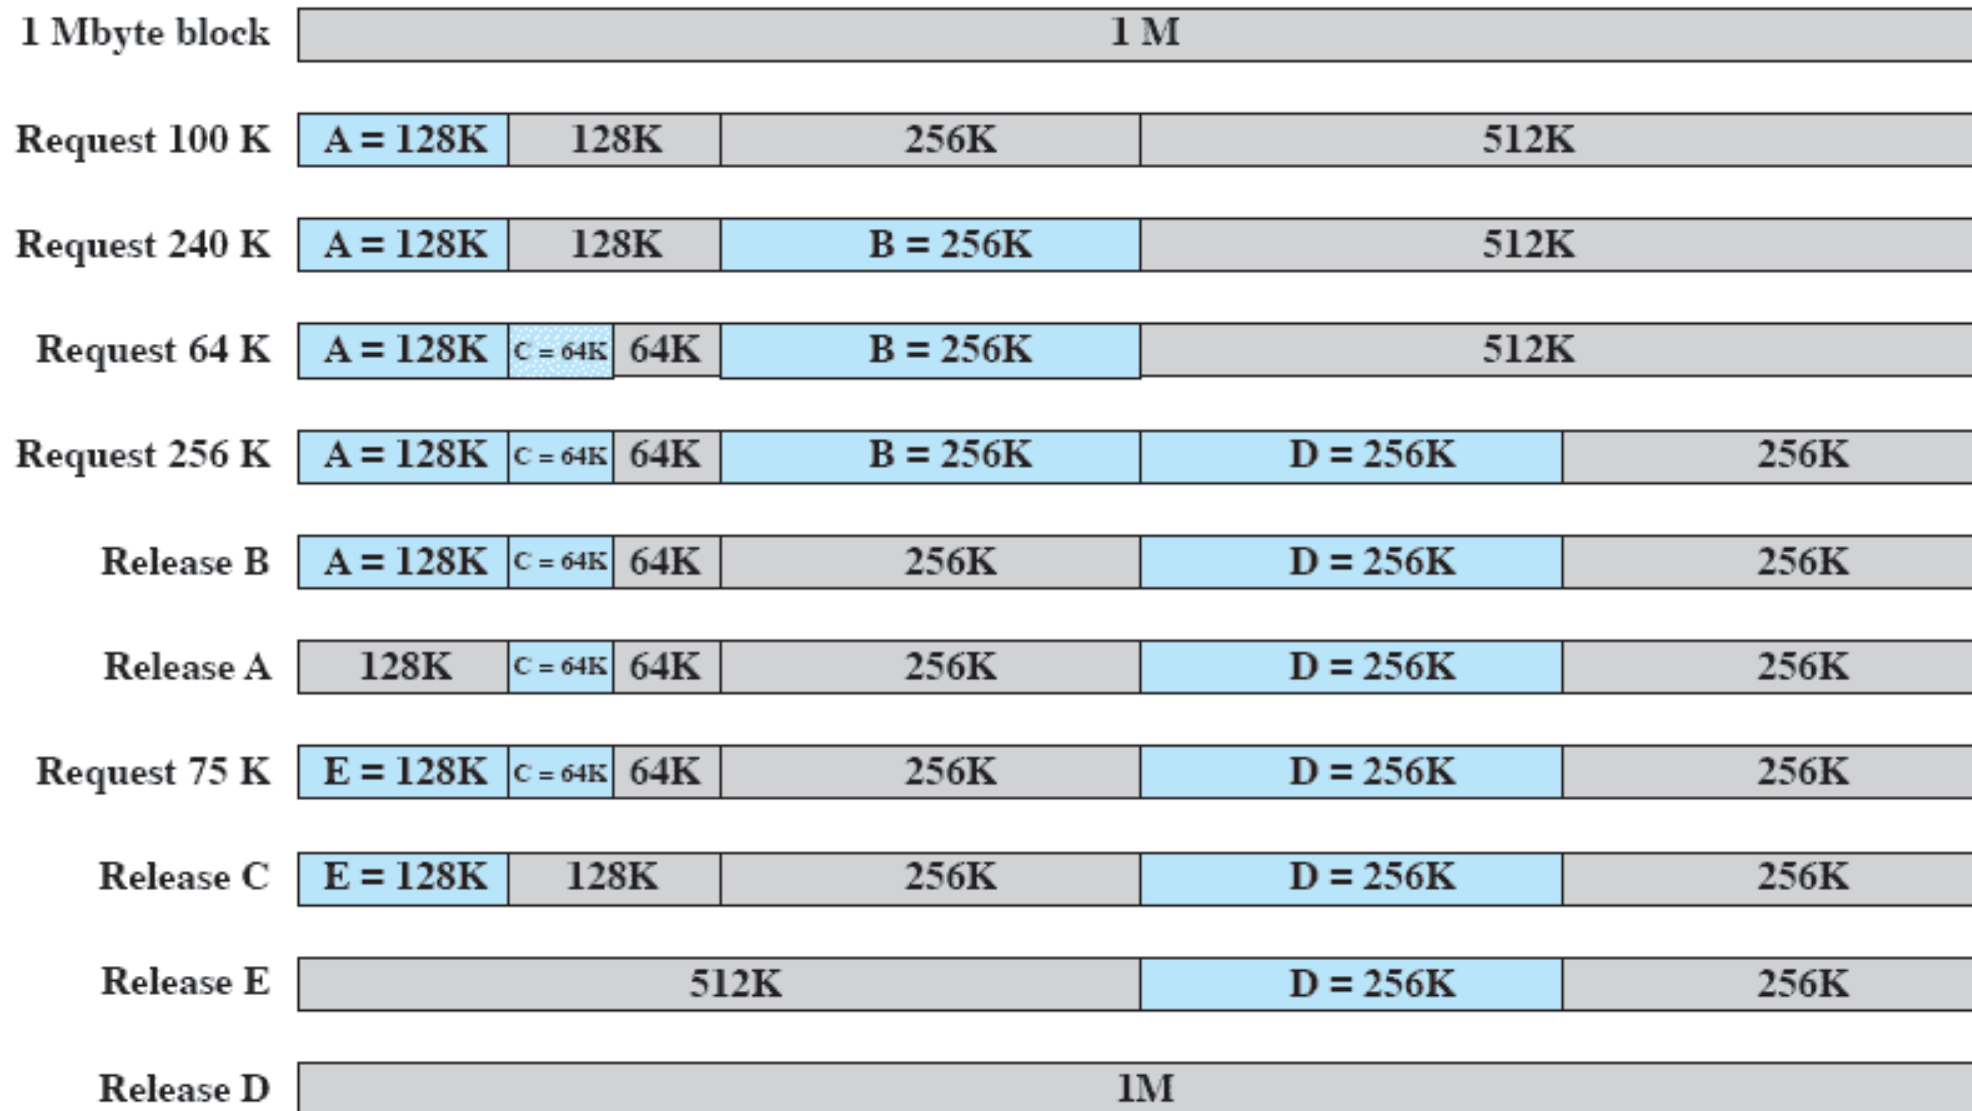 1 Mbyte block 1 M
Request 100 K A = 128K 128K 256K 512K
Request 240 K A = 128K 128K B = 256K 512K
Request 64 K A = 128K C = 64K 64K B = 256K 512K
Request 256 K A = 128K C = 64K 64K B = 256K D = 256K 256K
Release B A = 128K C = 64K 64K 256K D = 256K 256K
Release A 128K C = 64K 64K 256K D = 256K 256K
Request 75 K E = 128K C = 64K 64K 256K D = 256K 256K
Release C E = 128K 128K 256K D = 256K 256K
Release E 512K D = 256K 256K
Release D 1M